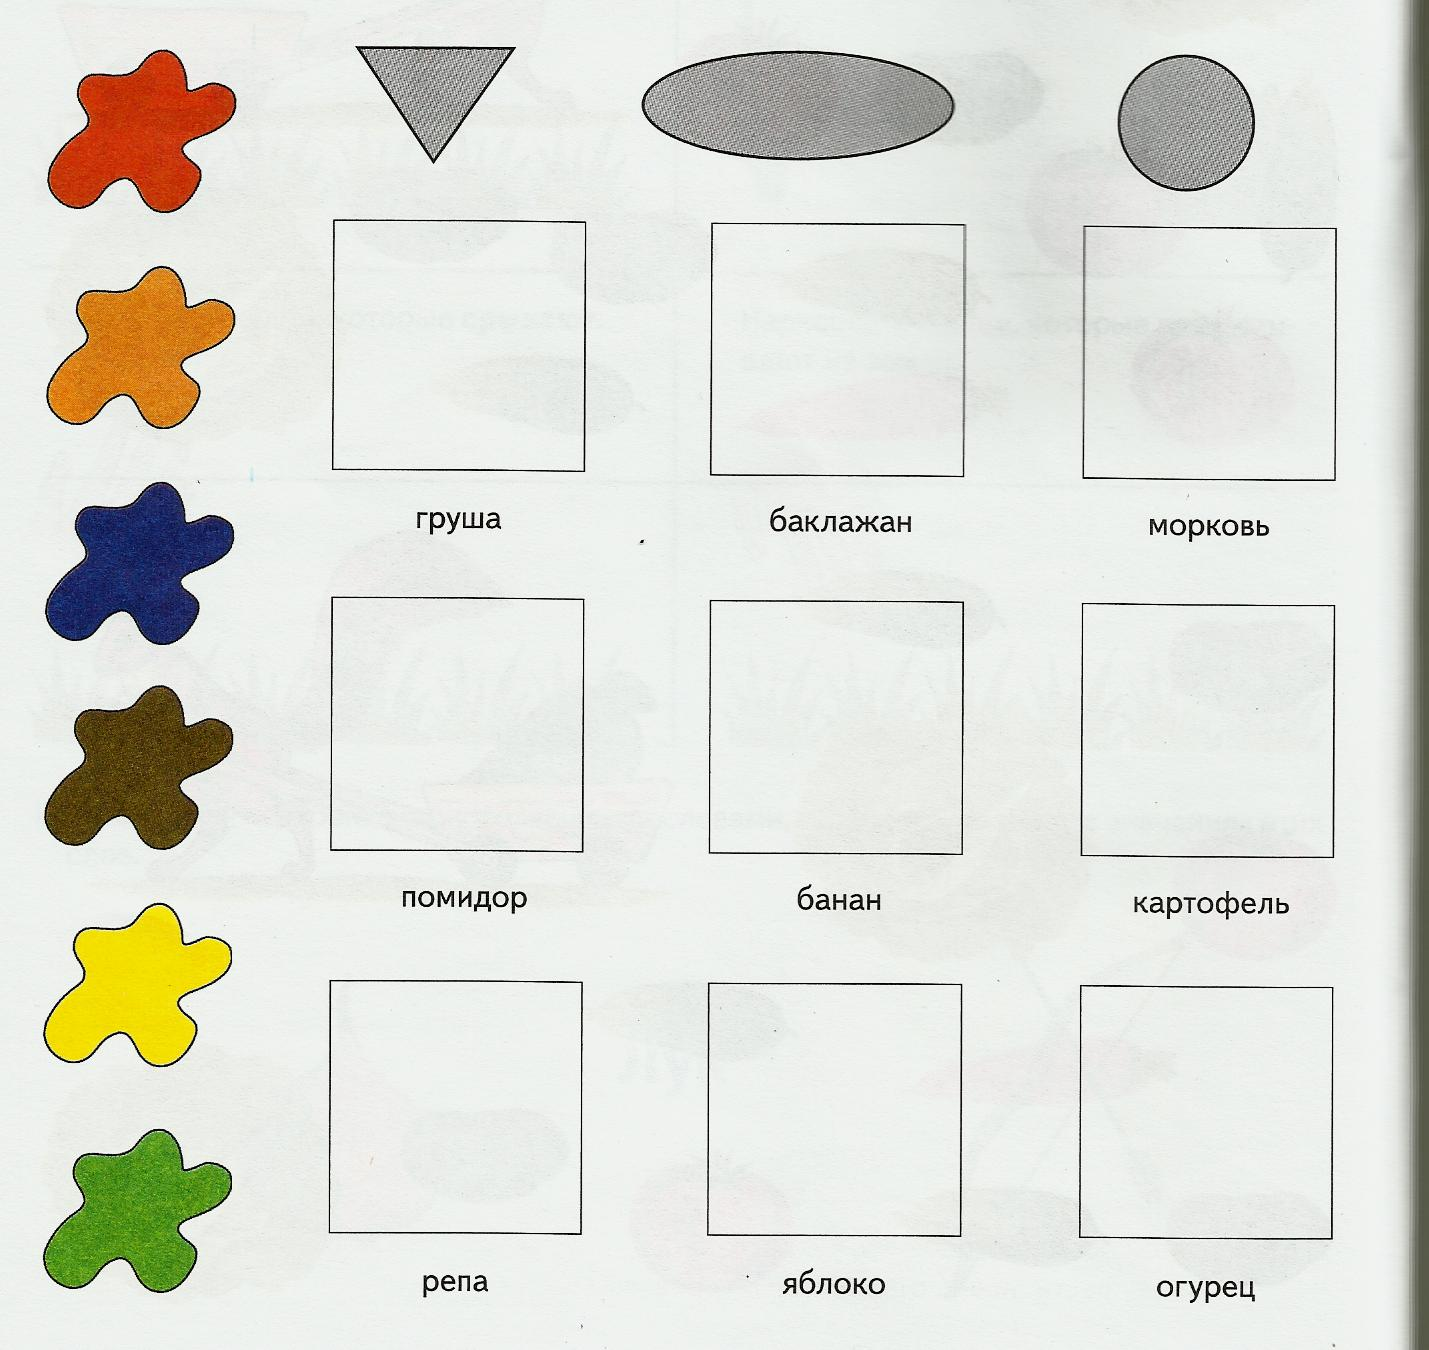 груша баклажан морковь
помидор банан картофель
репа яблоко огурец